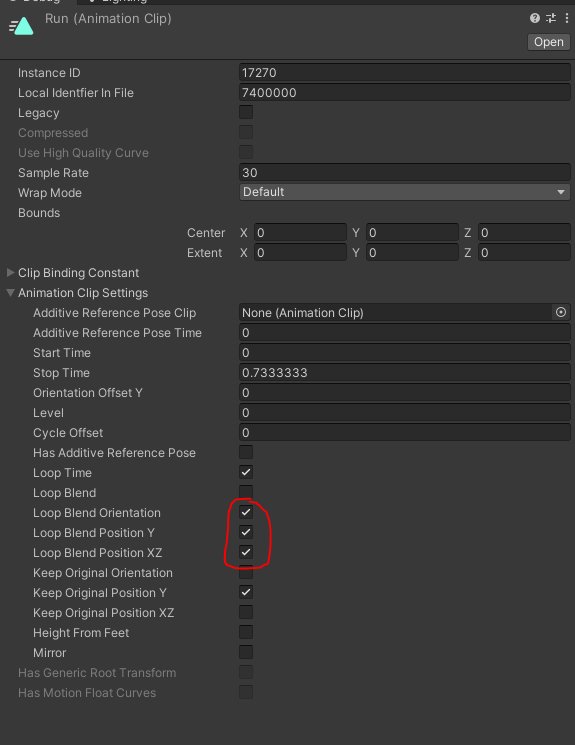 Debug Lighting
Run (Animation Clip)
Open
Instance ID 17270
Local Identfier In File 7400000
Legacy
Compressed
Use High Quality Curve
Sample Rate 30
Wrap Mode Default
Bounds
Center X 0 Y 0 Z 0
Extent X 0 Y 0 Z 0
Clip Binding Constant
Animation Clip Settings
Additive Reference Pose Clip None (Animation Clip)
Additive Reference Pose Time 0
Start Time 0
Stop Time 0.7333333
Orientation Offset Y 0
Level 0
Cycle Offset 0
Has Additive Reference Pose
Loop Time
Loop Blend
Loop Blend Orientation
Loop Blend Position Y
Loop Blend Position XZ
Keep Original Orientation
Keep Original Position Y
Keep Original Position XZ
Height From Feet
Mirror
Has Generic Root Transform
Has Motion Float Curves